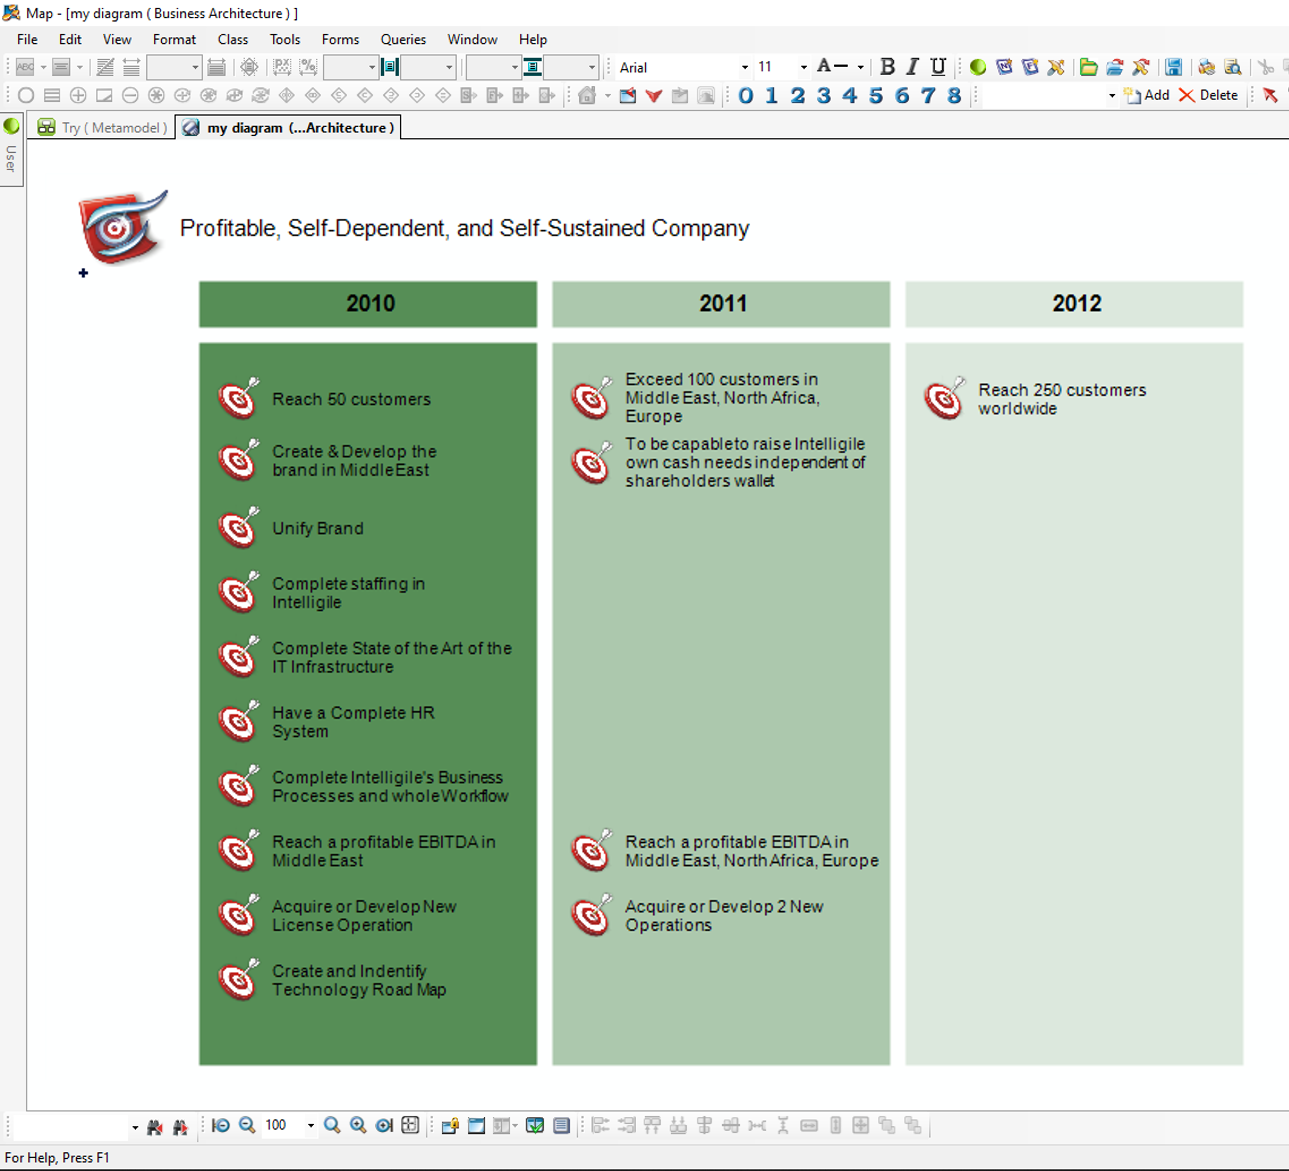 Map - [my diagram ( Business Architecture ) ]
File Edit View Format Class Tools Forms Queries Window Help
ABC Arial 11 A B I U
0 1 2 3 4 5 6 7 8 Add Delete
User
Try ( Metamodel ) my diagram (...Architecture )
Profitable, Self-Dependent, and Self-Sustained Company
2010
Reach 50 customers
Create & Develop the
brand in Middle East
Unify Brand
Complete staffing in
Intelligile
Complete State of the Art of the
IT Infrastructure
Have a Complete HR
System
Complete Intelligile's Business
Processes and whole Workflow
Reach a profitable EBITDA in
Middle East
Acquire or Develop New
License Operation
Create and Indentify
Technology Road Map
2011
Exceed 100 customers in
Middle East, North Africa,
Europe
To be capableto raise Intelligile
own cash needs independent of
shareholders wallet
Reach a profitable EBITDA in
Middle East, North Africa, Europe
Acquire or Develop 2 New
Operations
2012
Reach 250 customers
worldwide
100
For Help, Press F1